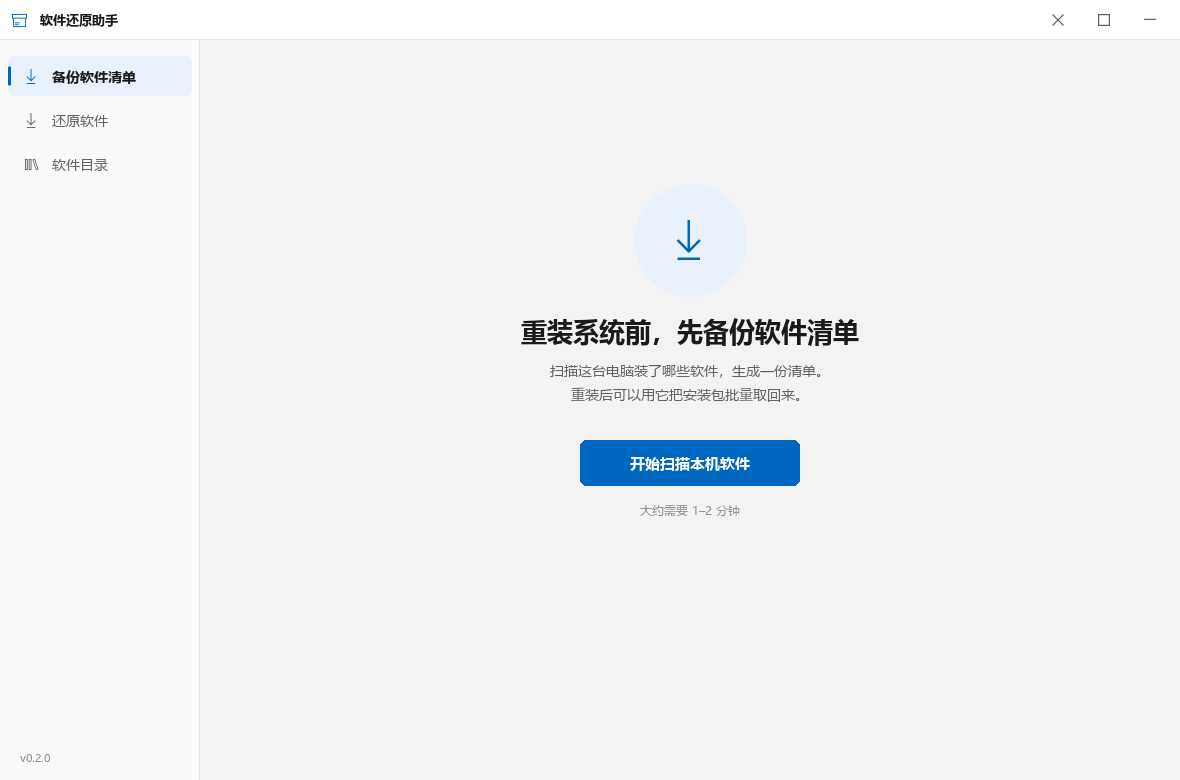 软件还原助手
备份软件清单
还原软件
软件目录
重装系统前，先备份软件清单
扫描这台电脑装了哪些软件，生成一份清单。
重装后可以用它把安装包批量取回来。
开始扫描本机软件
大约需要 1–2 分钟
v0.2.0